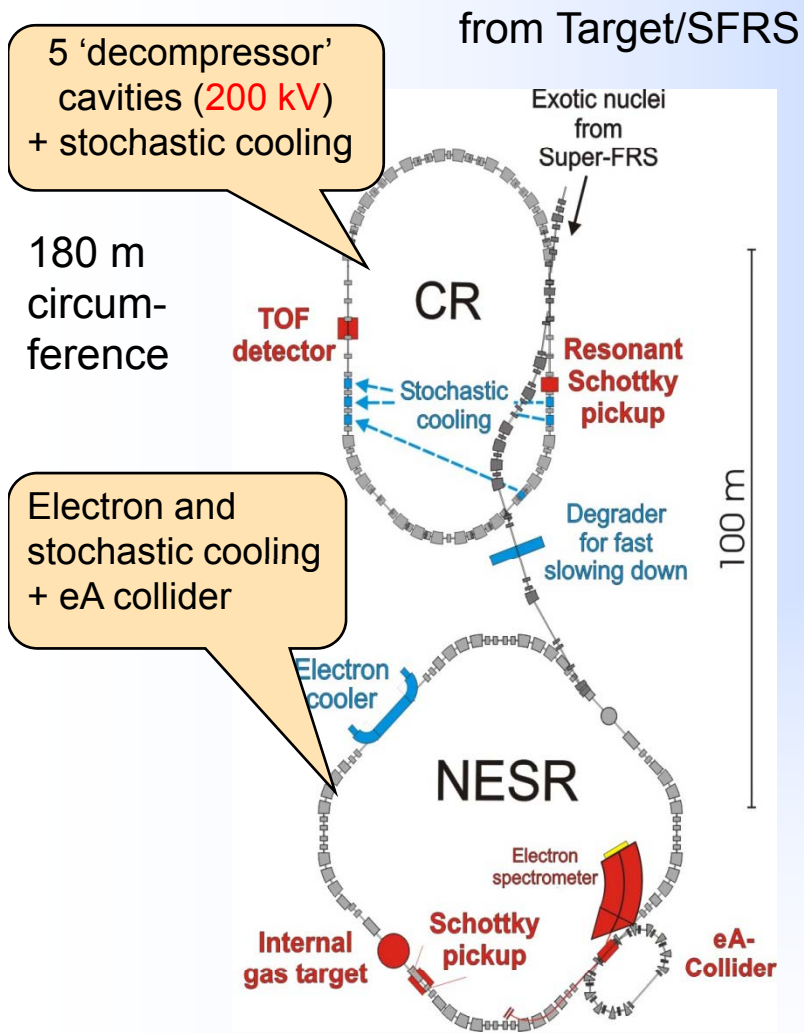 from Target/SFRS
5 ‘decompressor’
cavities (200 kV)
+ stochastic cooling
Exotic nuclei
from
Super-FRS
180 m
circum-
ference
CR
TOF
detector
Resonant
Schottky
pickup
Stochastic
cooling
Electron and
stochastic cooling
+ eA collider
Degrader
for fast
slowing down
100 m
Electron
cooler
NESR
Electron
spectrometer
Schottky
pickup
Internal
gas target
eA-
Collider